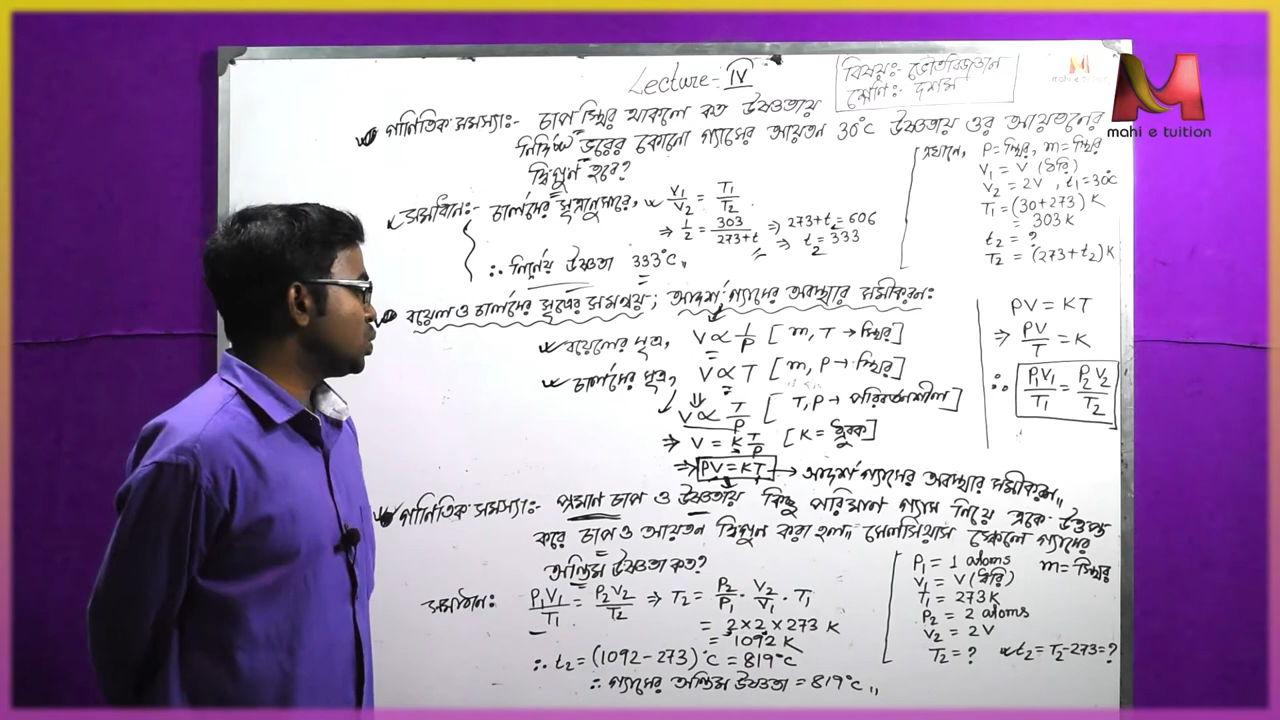 Lecture - IV
বিষয়:- ভৌতবিজ্ঞান
শ্রেণি:- দশম
mahi e tuition
গাণিতিক সমস্যা:- চাপ স্থির থাকলে কত উষ্ণতায়
নির্দিষ্ট ভরের কোনো গ্যাসের আয়তন 30°C উষ্ণতায় ওর আয়তনের
দ্বিগুন হবে?
এখানে, P = স্থির, m = স্থির
V₁ = V (ধরি)
V₂ = 2V , t₁ = 30°C
T₁ = (30+273) K
= 303 K
t₂ = ?
T₂ = (273+t₂) K
সমাধান:- চার্লসের সূত্রানুসারে, V₁/V₂ = T₁/T₂
⇒ 1/2 = 303/273+t ⇒ 273+t₂ = 606
⇒ t₂ = 333
∴ নির্ণেয় উষ্ণতা 333°C,,
বয়েল ও চার্লসের সূত্রের সমন্বয় ; আদর্শ গ্যাসের অবস্থার সমীকরণ:
বয়েলের সূত্র, V ∝ 1/P [ m, T → স্থির ]
চার্লসের সূত্র, V ∝ T [ m, P → স্থির ]
V ∝ T/P [ T, P → পরিবর্তনশীল ]
⇒ V = K T/P [ K = ধ্রুবক ]
⇒ PV = KT → আদর্শ গ্যাসের অবস্থার সমীকরণ,,
PV = KT
⇒ PV/T = K
∴ P₁V₁/T₁ = P₂V₂/T₂
গাণিতিক সমস্যা:- প্রমাণ চাপ ও উষ্ণতায় কিছু পরিমাণ গ্যাস নিয়ে একে উত্তপ্ত
করে চাপ ও আয়তন দ্বিগুন করা হল,, সেলসিয়াস স্কেলে গ্যাসের
অন্তিম উষ্ণতা কত?
সমাধান: P₁V₁/T₁ = P₂V₂/T₂ ⇒ T₂ = P₂/P₁ · V₂/V₁ · T₁
= 2×2×273 K
= 1092 K
∴ t₂ = (1092-273)°C = 819°C
∴ গ্যাসের অন্তিম উষ্ণতা = 819°C,,
P₁ = 1 atoms m = স্থির
V₁ = V (ধরি)
T₁ = 273 K
P₂ = 2 atoms
V₂ = 2V
T₂ = ? t₂ = T₂-273 = ?